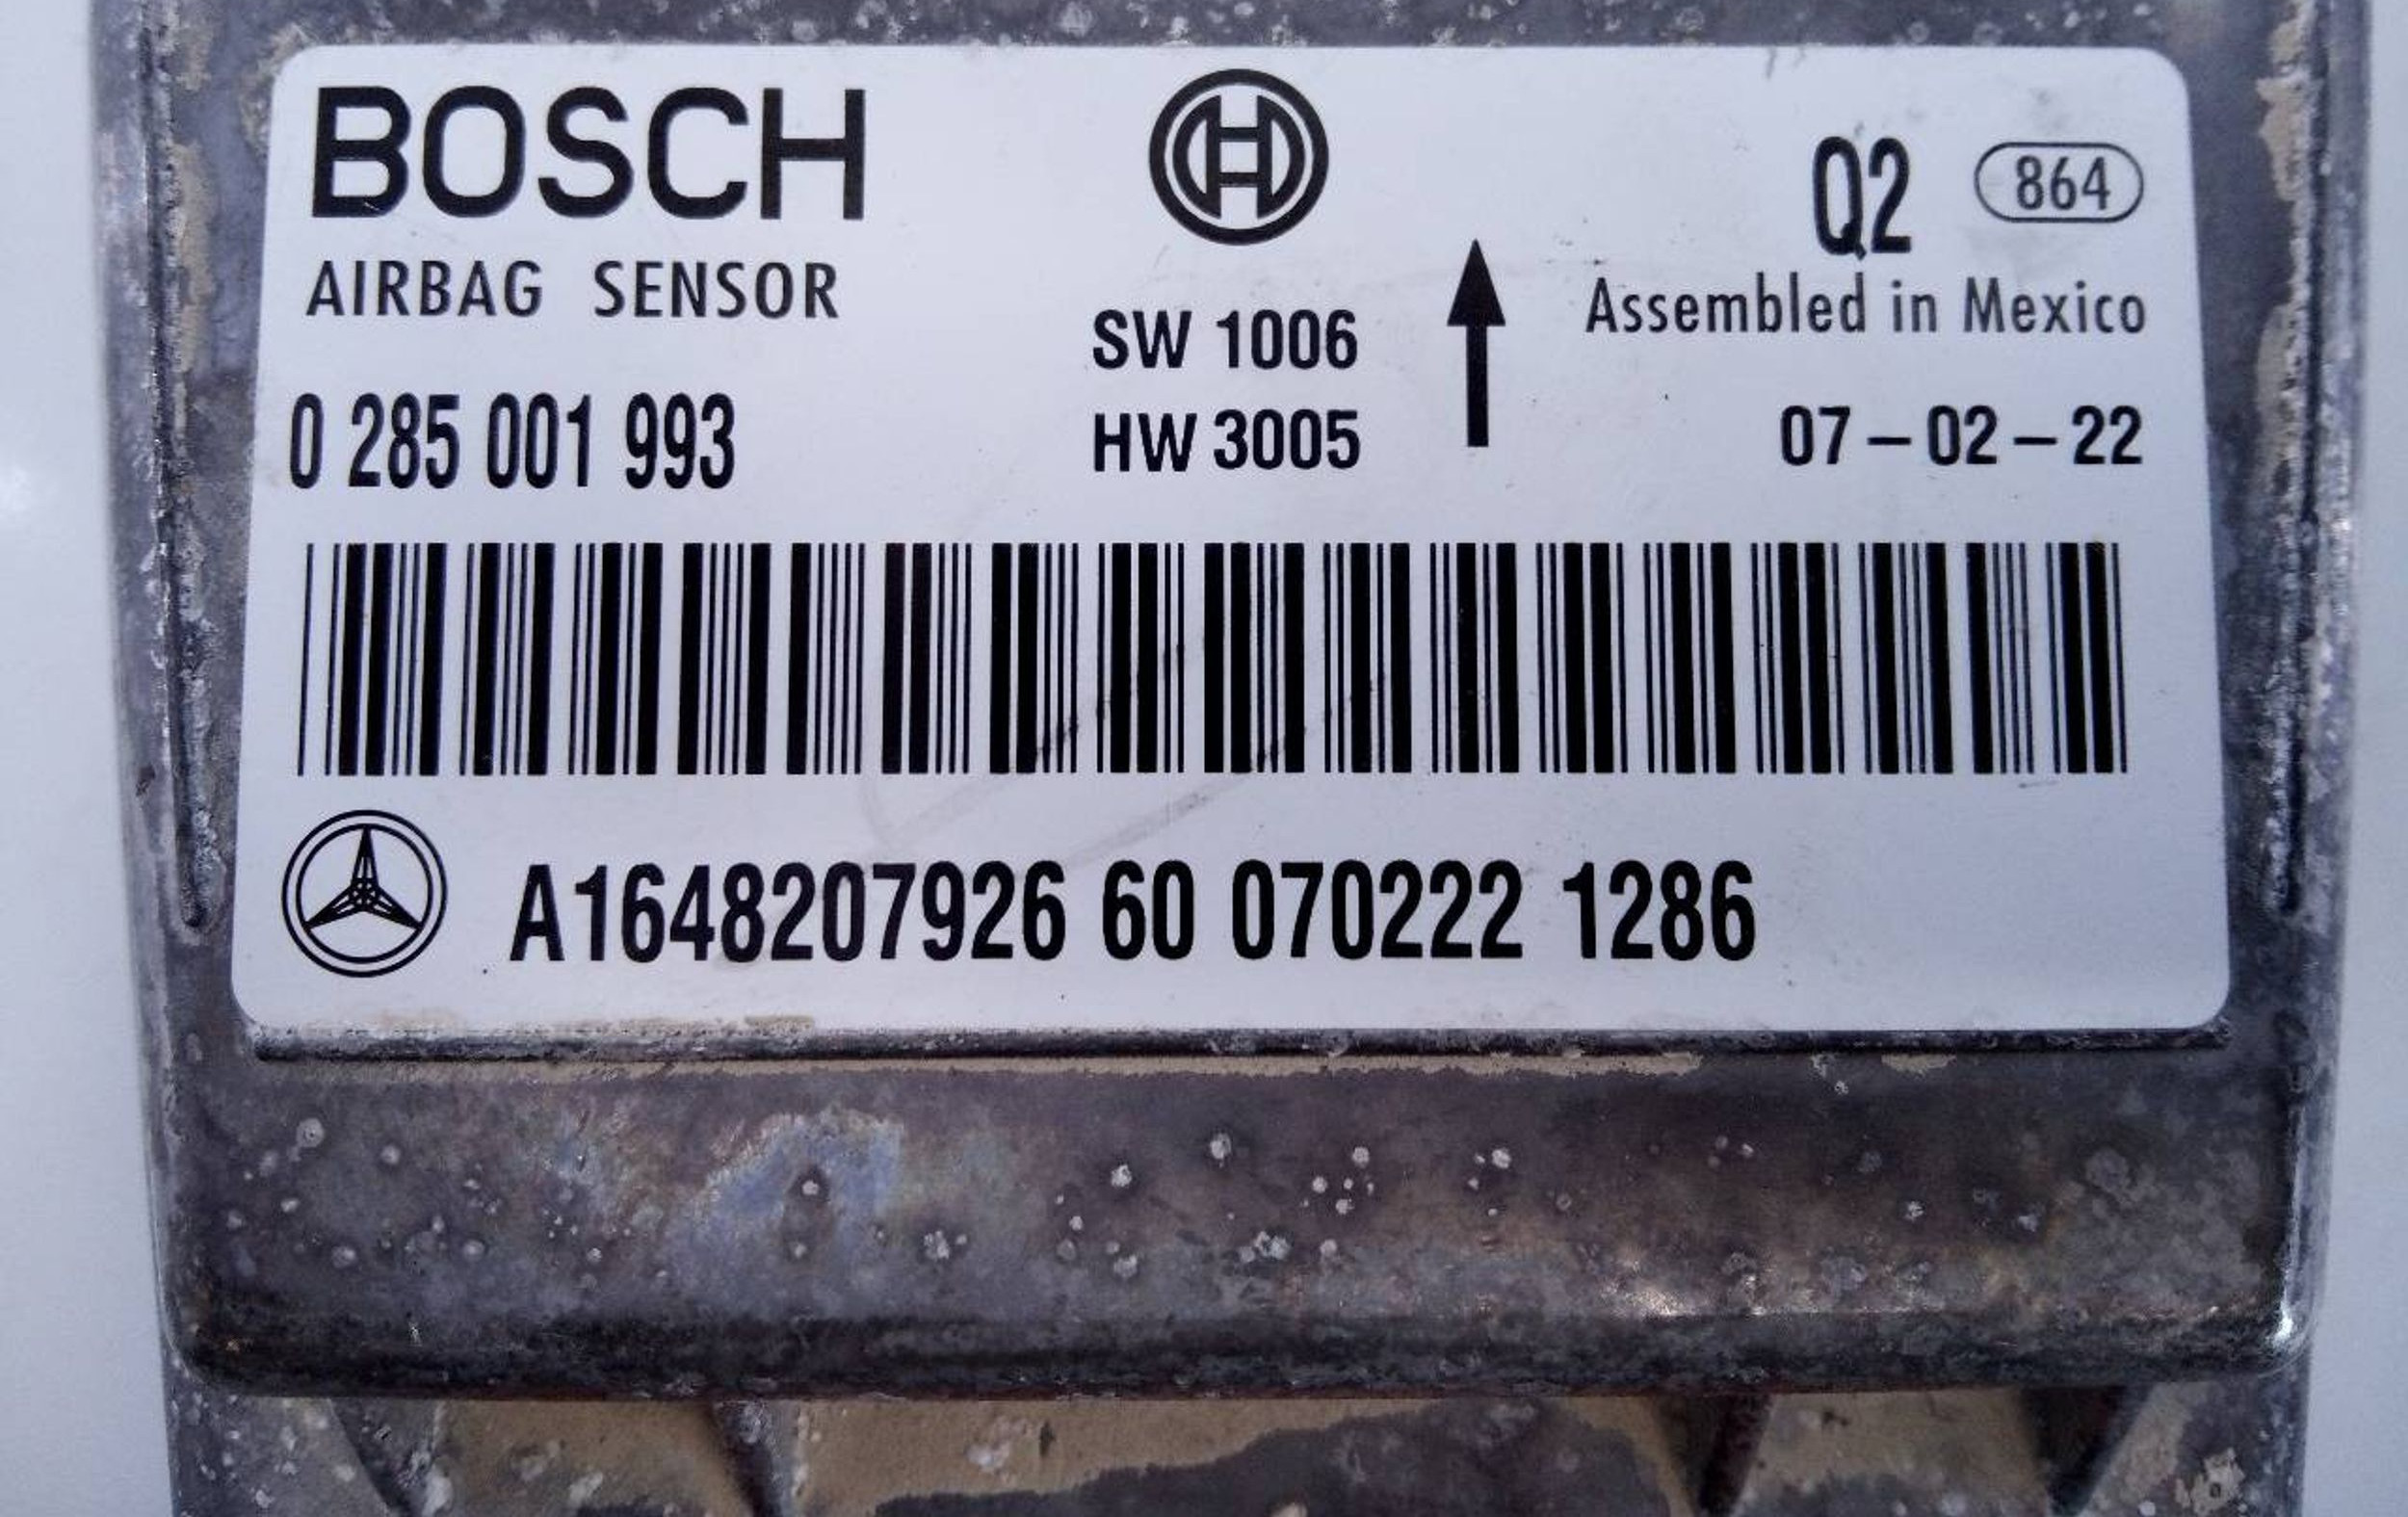 BOSCH
Q2 864
AIRBAG SENSOR
Assembled in Mexico
SW 1006
0 285 001 993
HW 3005
07-02-22
A1648207926 60 070222 1286